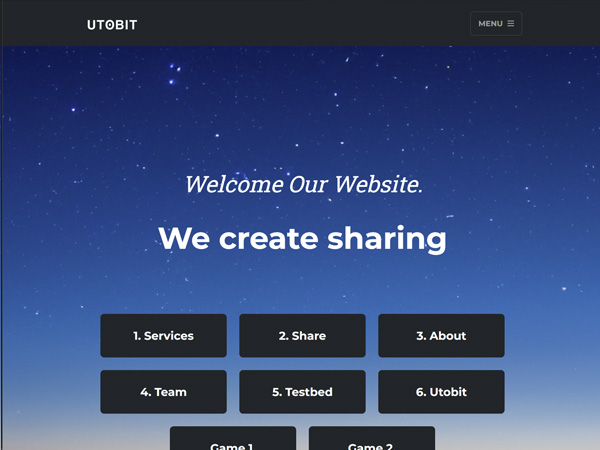 UTOBIT
MENU
Welcome Our Website.
We create sharing
1. Services
2. Share
3. About
4. Team
5. Testbed
6. Utobit
Game 1
Game 2